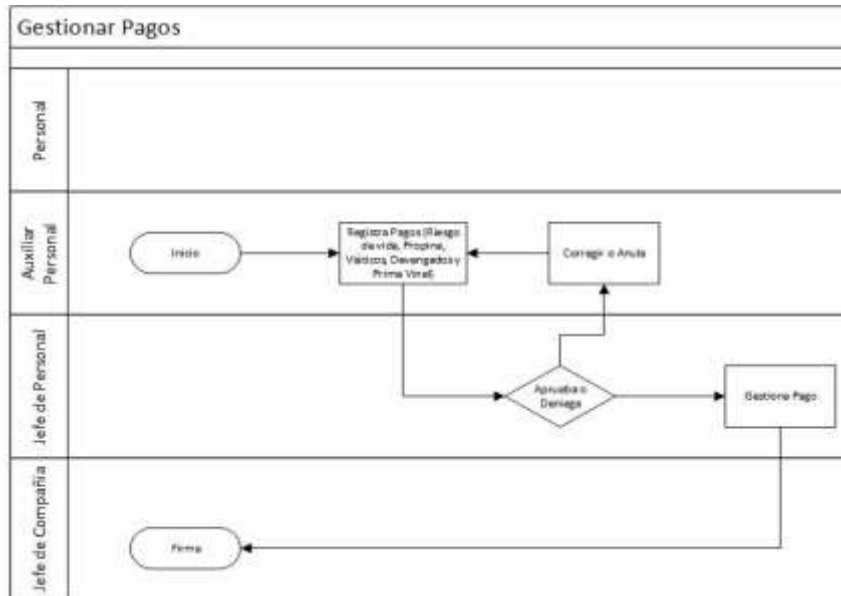 Gestionar Pagos
Personal
Auxiliar
Personal
Inicio
Registra Pagos (Riesgo
de vida, Propina,
Viáticos, Devengados y
Prima Vinal)
Corregir o Anula
Jefe de Personal
Aprueba o
Deniega
Gestiona Pago
Jefe de Compañía
Firma